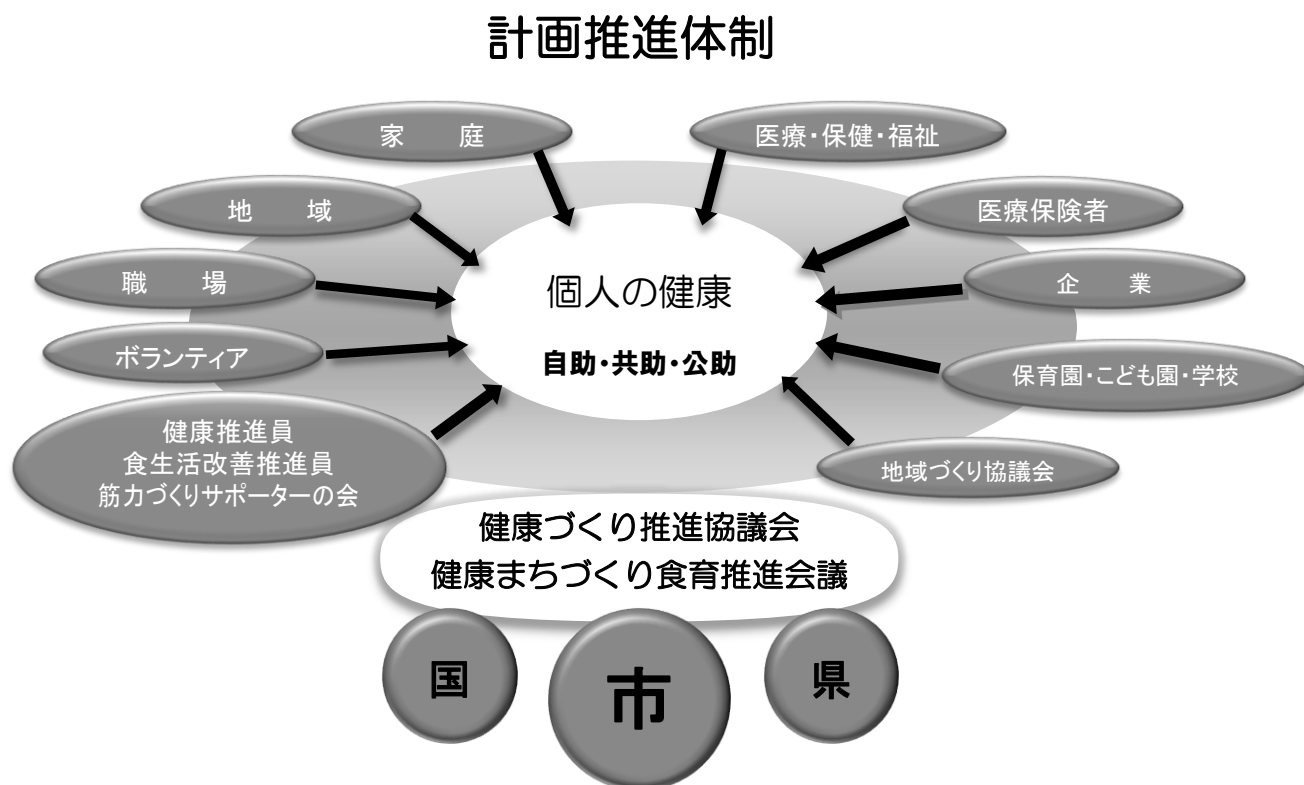 計画推進体制
家 庭
医療・保健・福祉
地 域
医療保険者
職 場
企 業
個人の健康
自助・共助・公助
ボランティア
保育園・こども園・学校
健康推進員
食生活改善推進員
筋力づくりサポーターの会
地域づくり協議会
健康づくり推進協議会
健康まちづくり食育推進会議
国
市
県